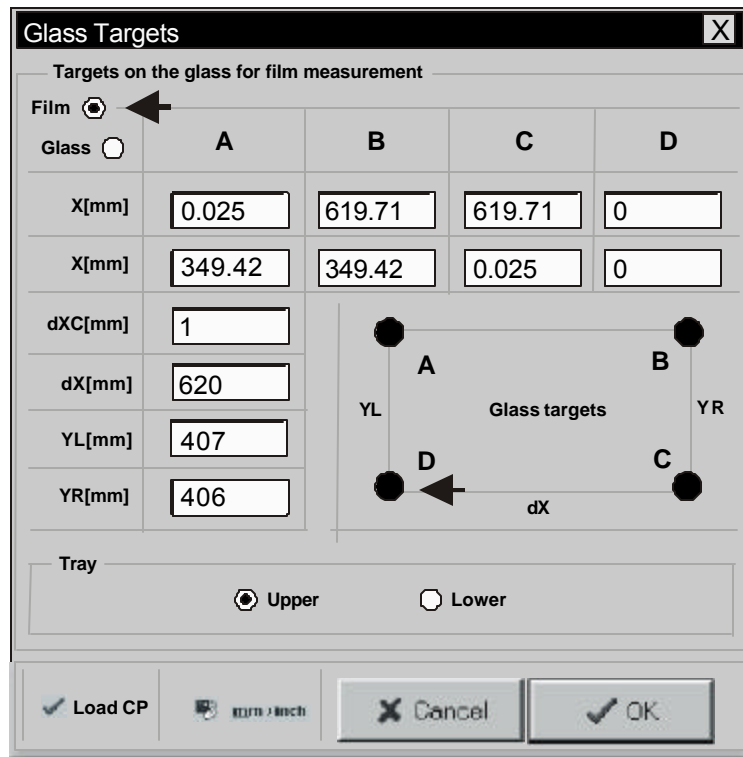 Glass Targets X
Targets on the glass for film measurement
Film
Glass A B C D
X[mm] 0.025 619.71 619.71 0
X[mm] 349.42 349.42 0.025 0
dXC[mm] 1
dX[mm] 620
YL[mm] 407
YR[mm] 406
A B
YL Glass targets YR
D C
dX
Tray
Upper Lower
Load CP mm / inch Cancel OK